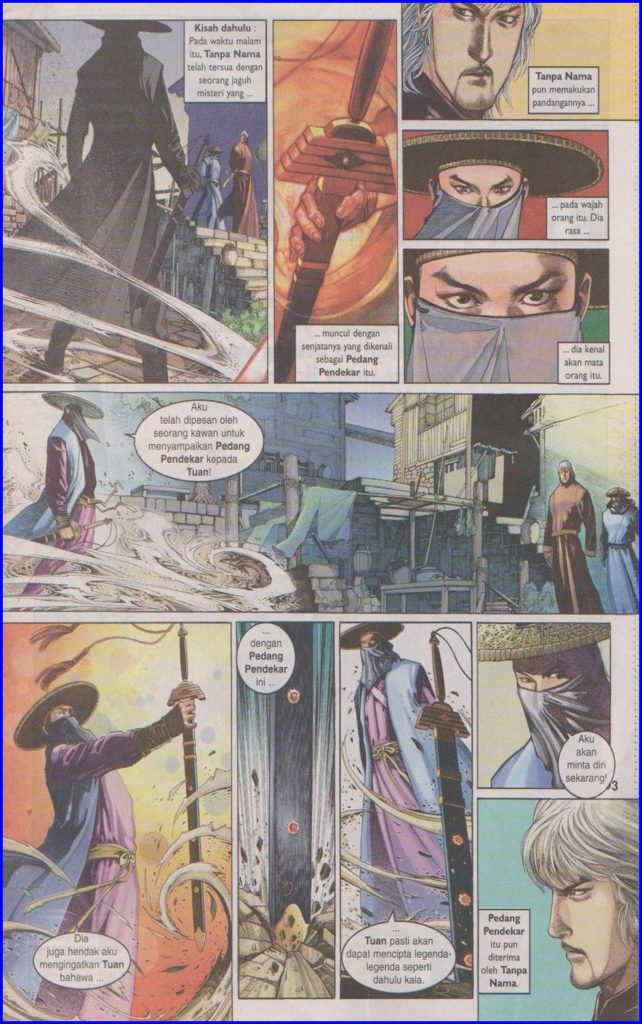 Kisah dahulu :
Pada waktu malam
itu, Tanpa Nama
telah tersua dengan
seorang jaguh
misteri yang ...
... muncul dengan
senjatanya yang dikenali
sebagai Pedang
Pendekar itu.
Tanpa Nama
pun memakukan
pandangannya ...
... pada wajah
orang itu. Dia
rasa ...
... dia kenal
akan mata
orang itu.
Aku
telah dipesan oleh
seorang kawan untuk
menyampaikan Pedang
Pendekar kepada
Tuan!
Dia
juga hendak aku
mengingatkan Tuan
bahawa ...
...
dengan
Pedang
Pendekar
ini ...
...
Tuan pasti akan
dapat mencipta legenda-
legenda seperti
dahulu kala.
Aku
akan
minta diri
sekarang!
3
Pedang
Pendekar
itu pun
diterima
oleh Tanpa
Nama.